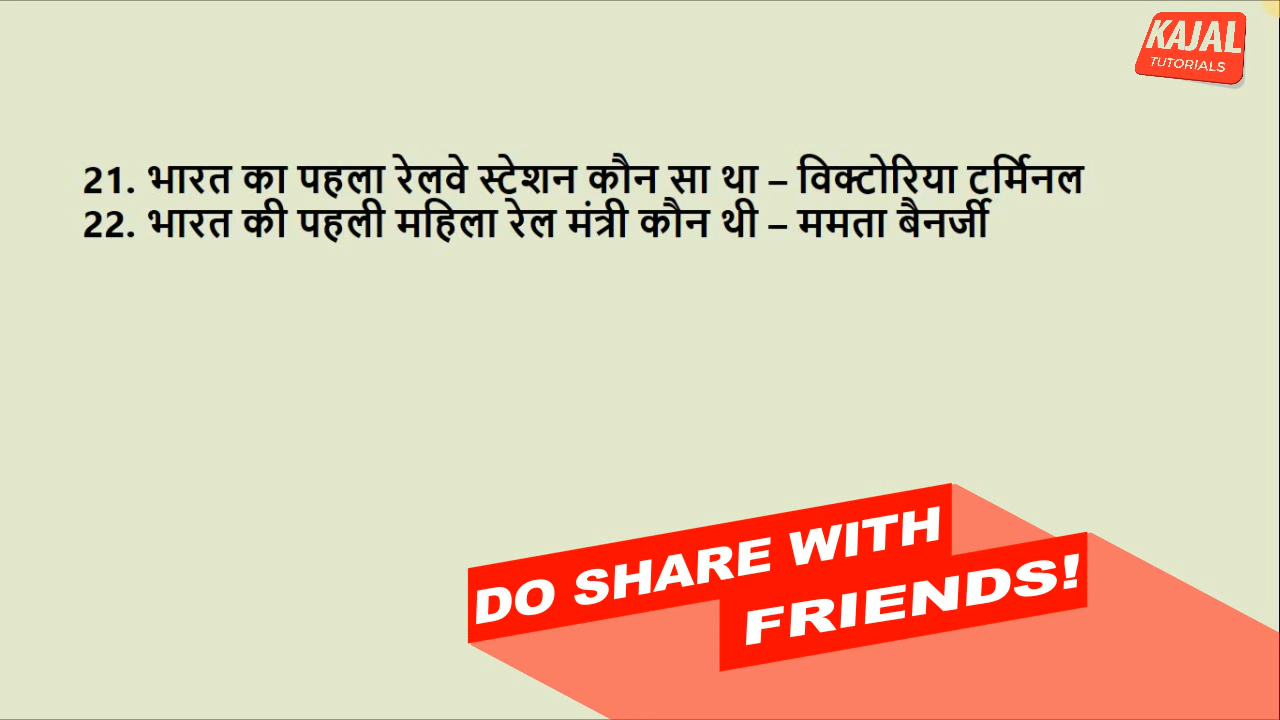 KAJAL
TUTORIALS
21. भारत का पहला रेलवे स्टेशन कौन सा था – विक्टोरिया टर्मिनल
22. भारत की पहली महिला रेल मंत्री कौन थी – ममता बैनर्जी
DO SHARE WITH
FRIENDS!